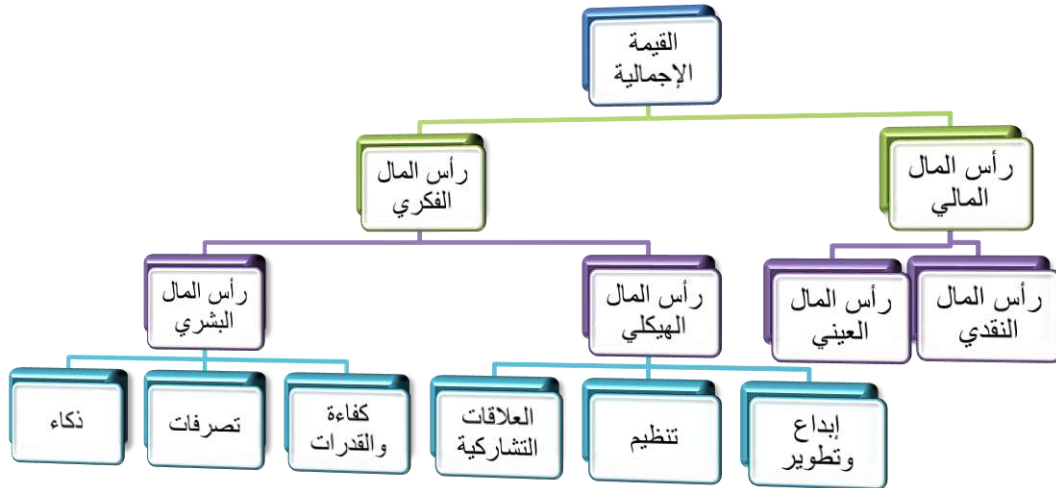 القيمة
الإجمالية
رأس المال
المالي
رأس المال
الفكري
رأس المال
النقدي
رأس المال
العيني
رأس المال
الهيكلي
رأس المال
البشري
إبداع
وتطوير
تنظيم
العلاقات
التشاركية
كفاءة
والقدرات
تصرفات
ذكاء